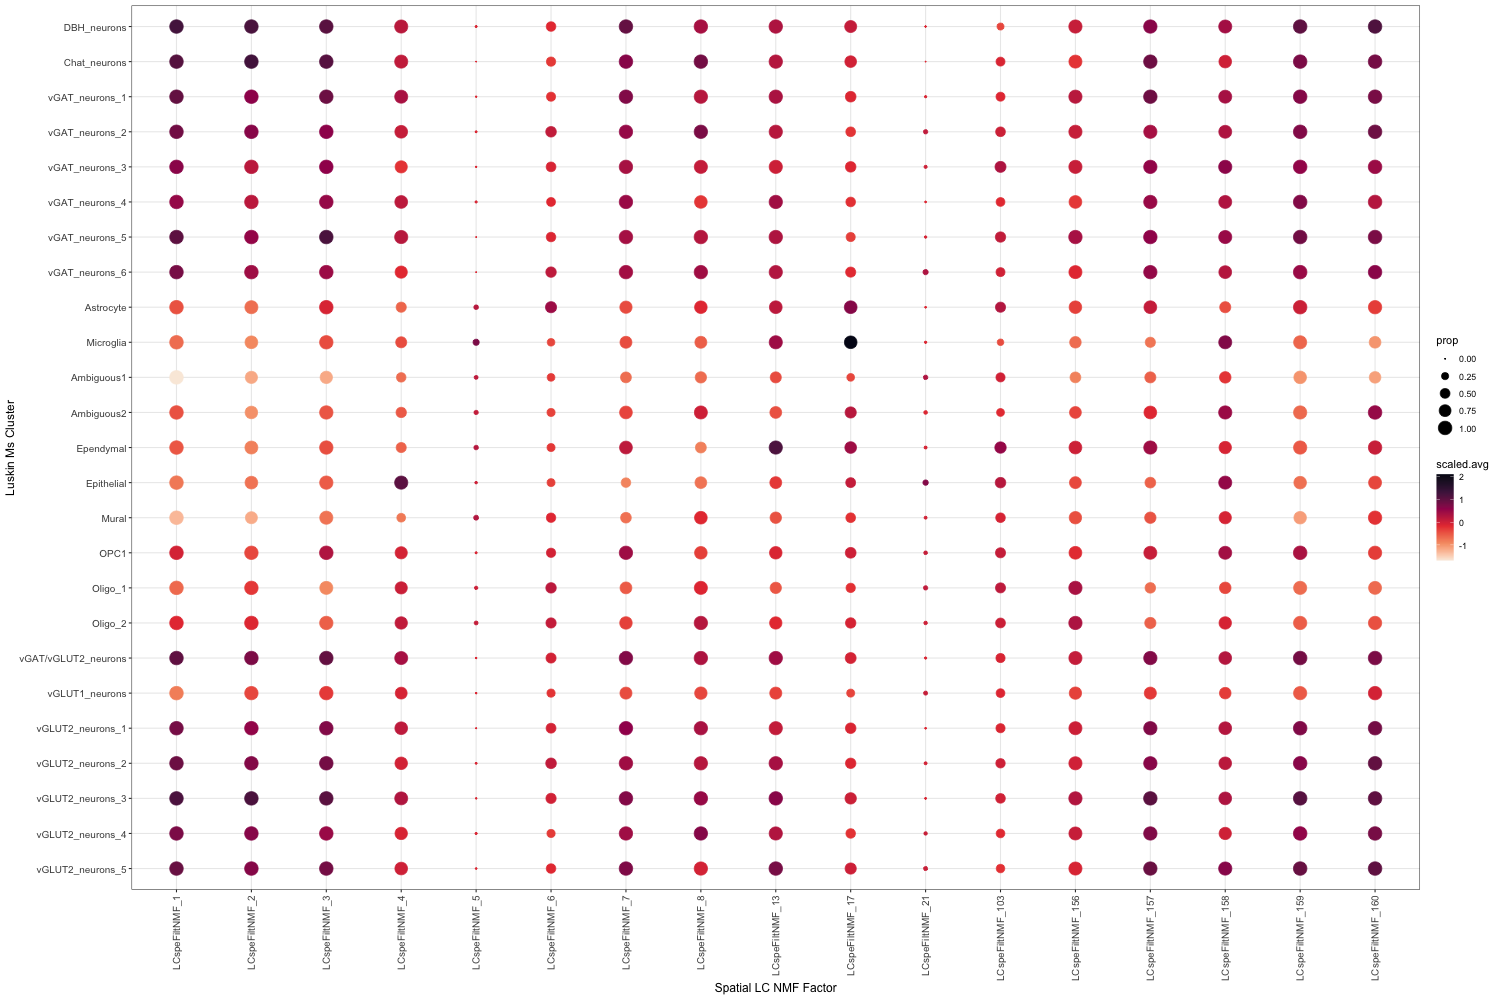 Luskin Ms Cluster
DBH_neurons
Chat_neurons
vGAT_neurons_1
vGAT_neurons_2
vGAT_neurons_3
vGAT_neurons_4
vGAT_neurons_5
vGAT_neurons_6
Astrocyte
Microglia
Ambiguous1
Ambiguous2
Ependymal
Epithelial
Mural
OPC1
Oligo_1
Oligo_2
vGAT/vGLUT2_neurons
vGLUT1_neurons
vGLUT2_neurons_1
vGLUT2_neurons_2
vGLUT2_neurons_3
vGLUT2_neurons_4
vGLUT2_neurons_5
LCspeFiltNMF_1
LCspeFiltNMF_2
LCspeFiltNMF_3
LCspeFiltNMF_4
LCspeFiltNMF_5
LCspeFiltNMF_6
LCspeFiltNMF_7
LCspeFiltNMF_8
LCspeFiltNMF_13
LCspeFiltNMF_17
LCspeFiltNMF_21
LCspeFiltNMF_103
LCspeFiltNMF_156
LCspeFiltNMF_157
LCspeFiltNMF_158
LCspeFiltNMF_159
LCspeFiltNMF_160
Spatial LC NMF Factor
prop
0.00
0.25
0.50
0.75
1.00
scaled.avg
2
1
0
-1